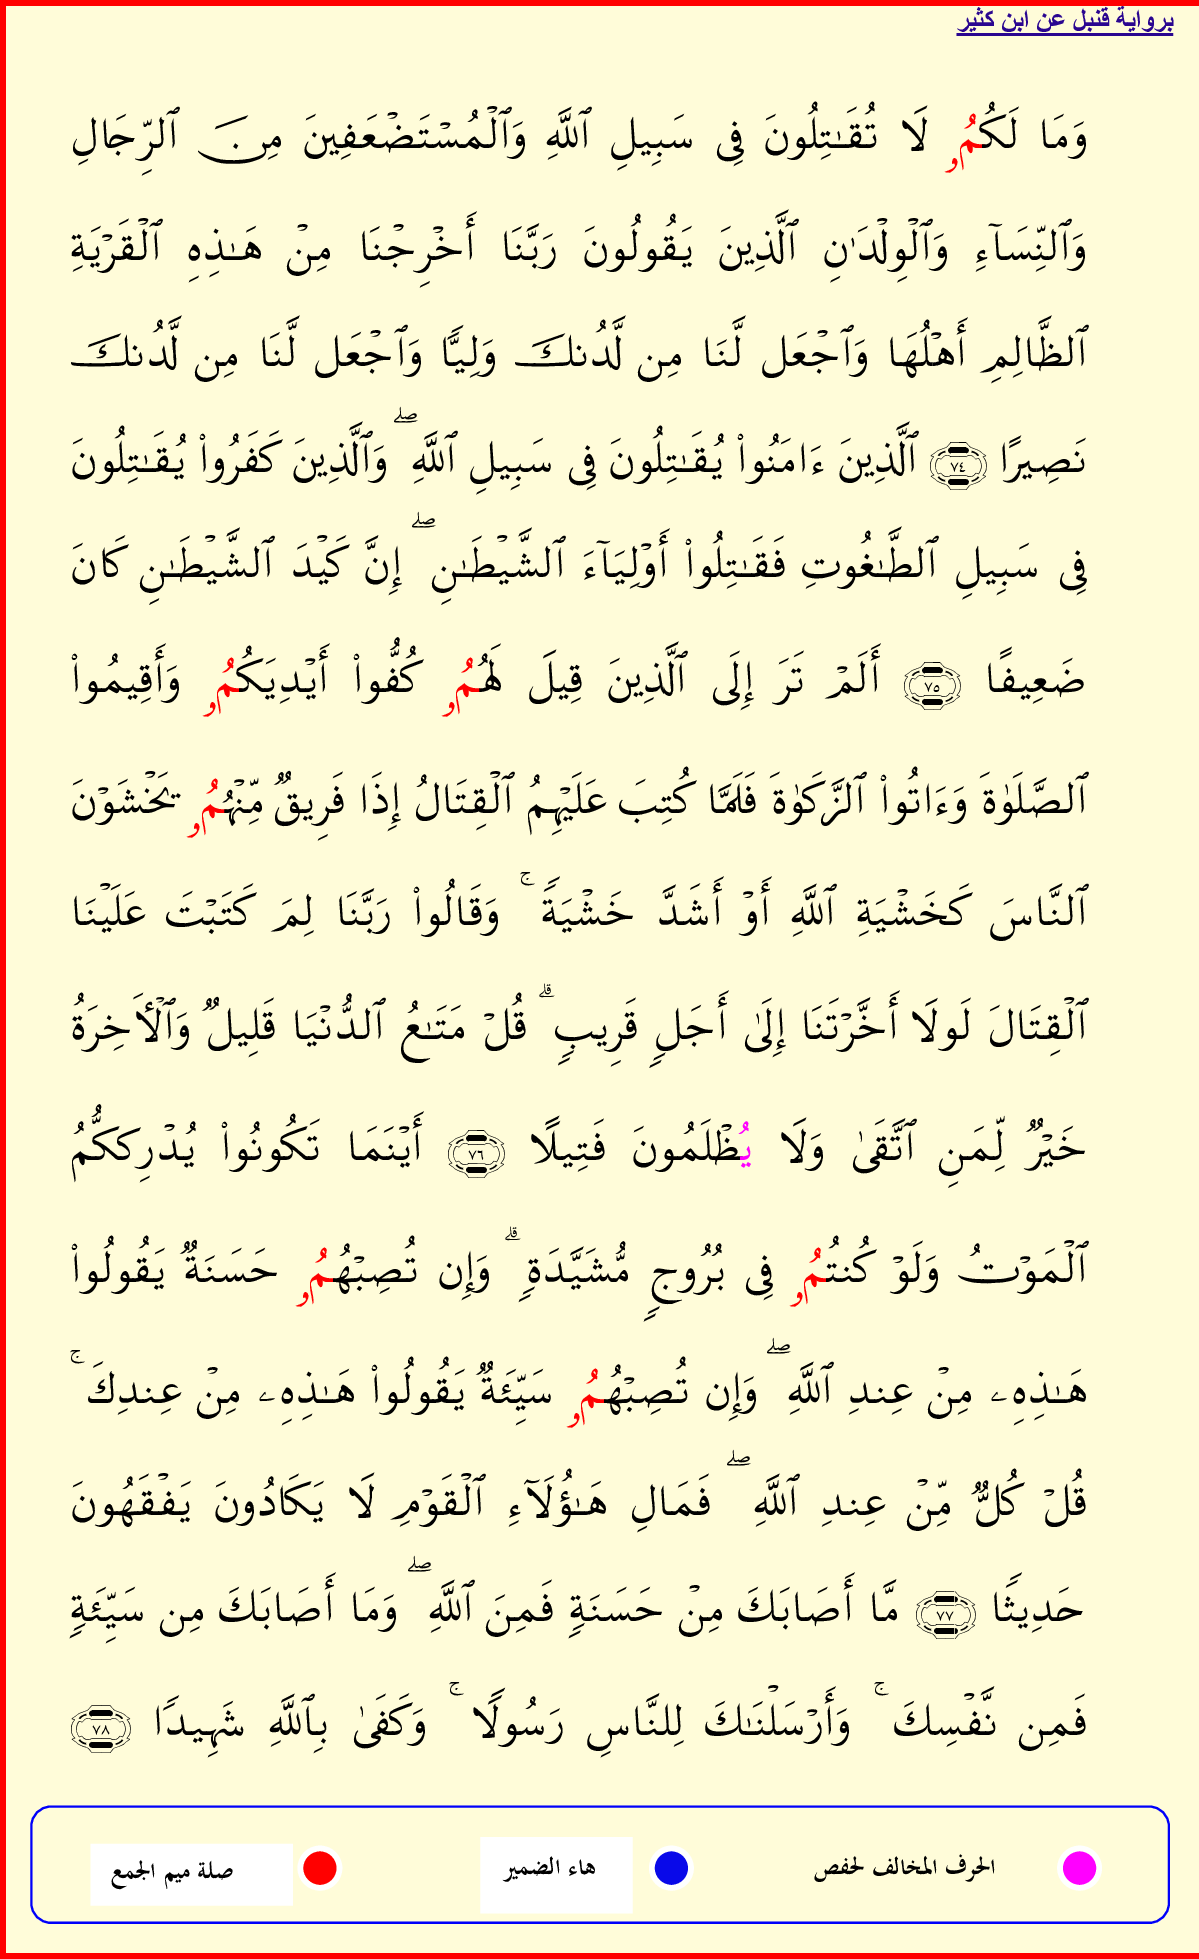 برواية قنبل عن ابن كثير
وَمَا لَكُمُۥ لَا تُقَـٰتِلُونَ فِى سَبِيلِ ٱللَّهِ وَٱلْمُسْتَضْعَفِينَ مِنَ ٱلرِّجَالِ
وَٱلنِّسَآءِ وَٱلْوِلْدَٰنِ ٱلَّذِينَ يَقُولُونَ رَبَّنَا أَخْرِجْنَا مِنْ هَـٰذِهِ ٱلْقَرْيَةِ
ٱلظَّالِمِ أَهْلُهَا وَٱجْعَل لَّنَا مِن لَّدُنكَ وَلِيًّا وَٱجْعَل لَّنَا مِن لَّدُنكَ
نَصِيرًا ٧٤ ٱلَّذِينَ ءَامَنُوا۟ يُقَـٰتِلُونَ فِى سَبِيلِ ٱللَّهِ ۖ وَٱلَّذِينَ كَفَرُوا۟ يُقَـٰتِلُونَ
فِى سَبِيلِ ٱلطَّـٰغُوتِ فَقَـٰتِلُوا۟ أَوْلِيَآءَ ٱلشَّيْطَـٰنِ ۖ إِنَّ كَيْدَ ٱلشَّيْطَـٰنِ كَانَ
ضَعِيفًا ٧٥ أَلَمْ تَرَ إِلَى ٱلَّذِينَ قِيلَ لَهُمُۥ كُفُّوا۟ أَيْدِيَكُمُۥ وَأَقِيمُوا۟
ٱلصَّلَوٰةَ وَءَاتُوا۟ ٱلزَّكَوٰةَ فَلَمَّا كُتِبَ عَلَيْهِمُ ٱلْقِتَالُ إِذَا فَرِيقٌ مِّنْهُمُۥ يَخْشَوْنَ
ٱلنَّاسَ كَخَشْيَةِ ٱللَّهِ أَوْ أَشَدَّ خَشْيَةً ۚ وَقَالُوا۟ رَبَّنَا لِمَ كَتَبْتَ عَلَيْنَا
ٱلْقِتَالَ لَولَا أَخَّرْتَنَا إِلَىٰ أَجَلٍ قَرِيبٍ ۗ قُلْ مَتَـٰعُ ٱلدُّنْيَا قَلِيلٌ وَٱلْأَخِرَةُ
خَيْرٌ لِّمَنِ ٱتَّقَىٰ وَلَا يُظْلَمُونَ فَتِيلًا ٧٦ أَيْنَمَا تَكُونُوا۟ يُدْرِككُّمُ
ٱلْمَوْتُ وَلَوْ كُنتُمُۥ فِى بُرُوجٍ مُّشَيَّدَةٍ ۗ وَإِن تُصِبْهُمُۥ حَسَنَةٌ يَقُولُوا۟
هَـٰذِهِۦ مِنْ عِندِ ٱللَّهِ ۖ وَإِن تُصِبْهُمُۥ سَيِّئَةٌ يَقُولُوا۟ هَـٰذِهِۦ مِنْ عِندِكَ ۚ
قُلْ كُلٌّ مِّنْ عِندِ ٱللَّهِ ۖ فَمَالِ هَـٰؤُلَآءِ ٱلْقَوْمِ لَا يَكَادُونَ يَفْقَهُونَ
حَدِيثًا ٧٧ مَّا أَصَابَكَ مِنْ حَسَنَةٍ فَمِنَ ٱللَّهِ ۖ وَمَا أَصَابَكَ مِن سَيِّئَةٍ
فَمِن نَّفْسِكَ ۚ وَأَرْسَلْنَـٰكَ لِلنَّاسِ رَسُولًا ۚ وَكَفَىٰ بِٱللَّهِ شَهِيدًا ٧٨
الحرف المخالف لحفص هاء الضمير صلة ميم الجمع